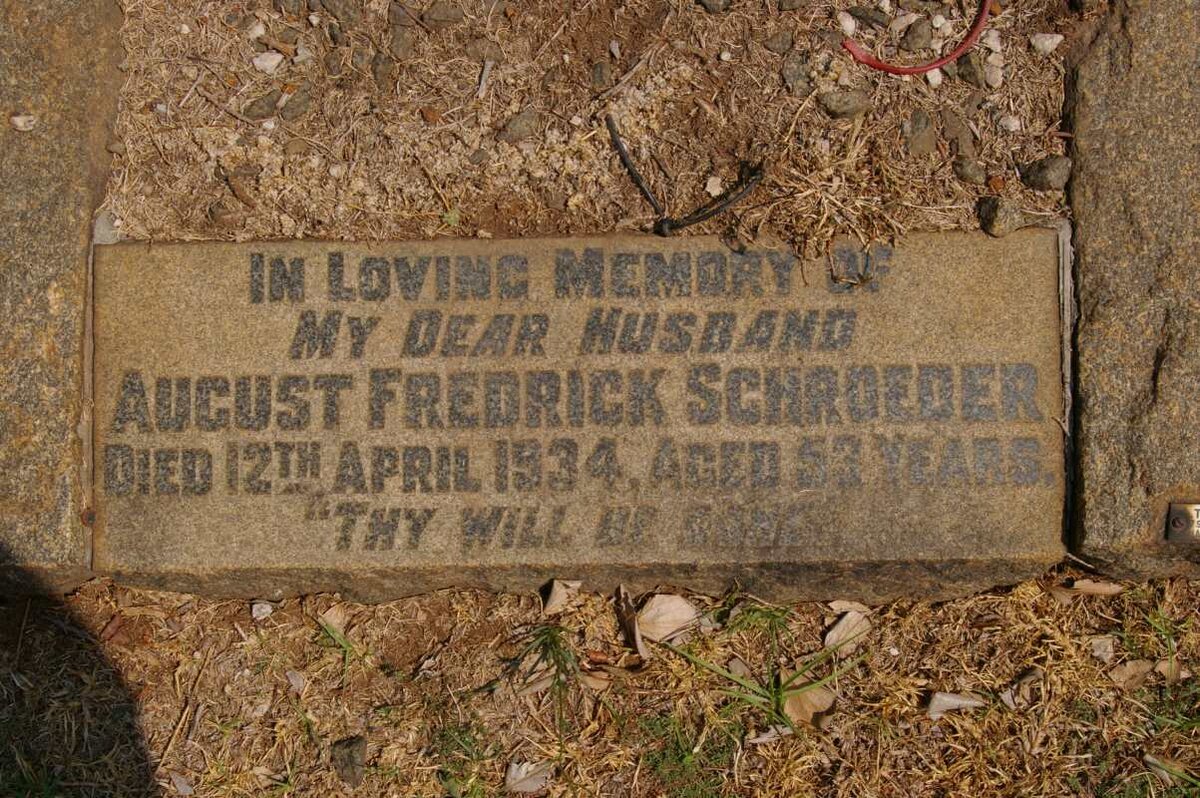 In Loving Memory of
My Dear Husband
August Fredrick Schroeder
Died 12th April 1934, Aged 53 Years.
"Thy will be done